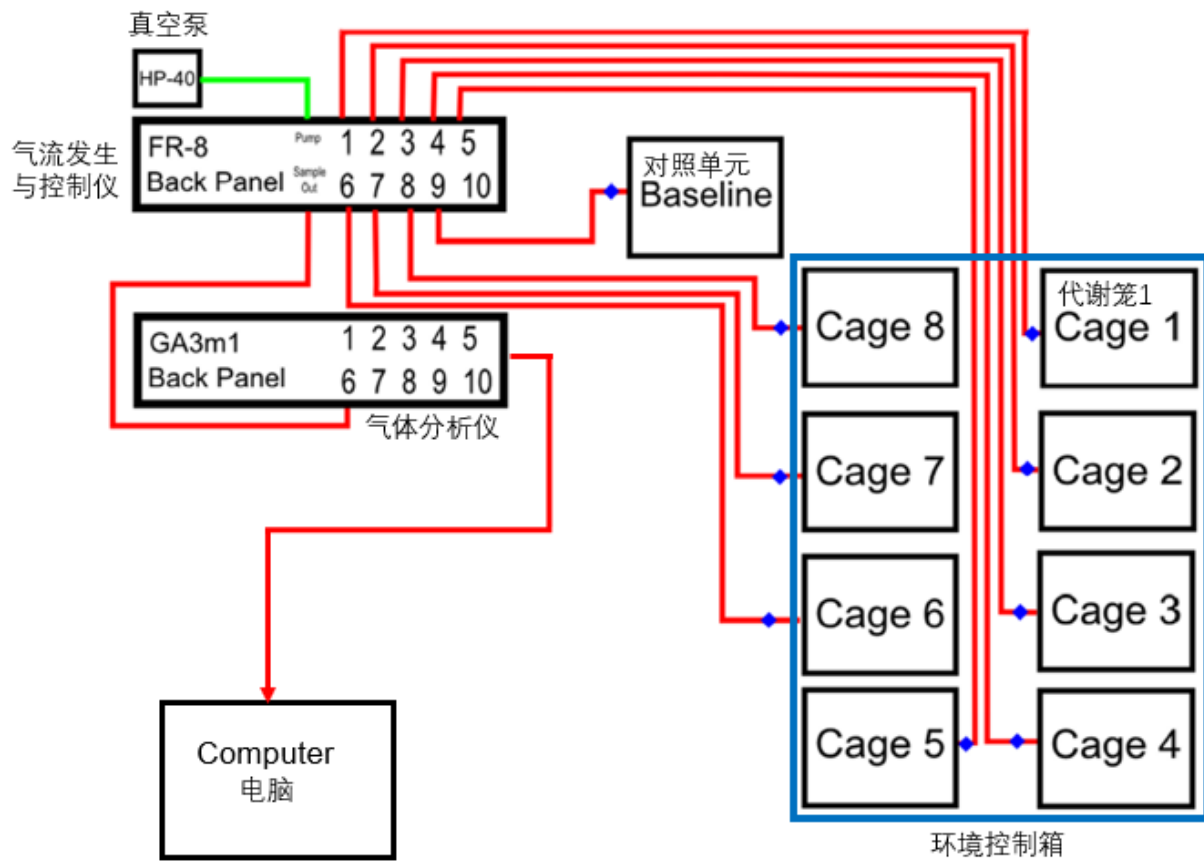 真空泵
HP-40
气流发生
与控制仪
FR-8
Back Panel
Pump
Sample
Out
1 2 3 4 5
6 7 8 9 10
对照单元
Baseline
GA3m1
Back Panel
1 2 3 4 5
6 7 8 9 10
气体分析仪
Cage 8
代谢笼1
Cage 1
Cage 7
Cage 2
Cage 6
Cage 3
Cage 5
Cage 4
环境控制箱
Computer
电脑